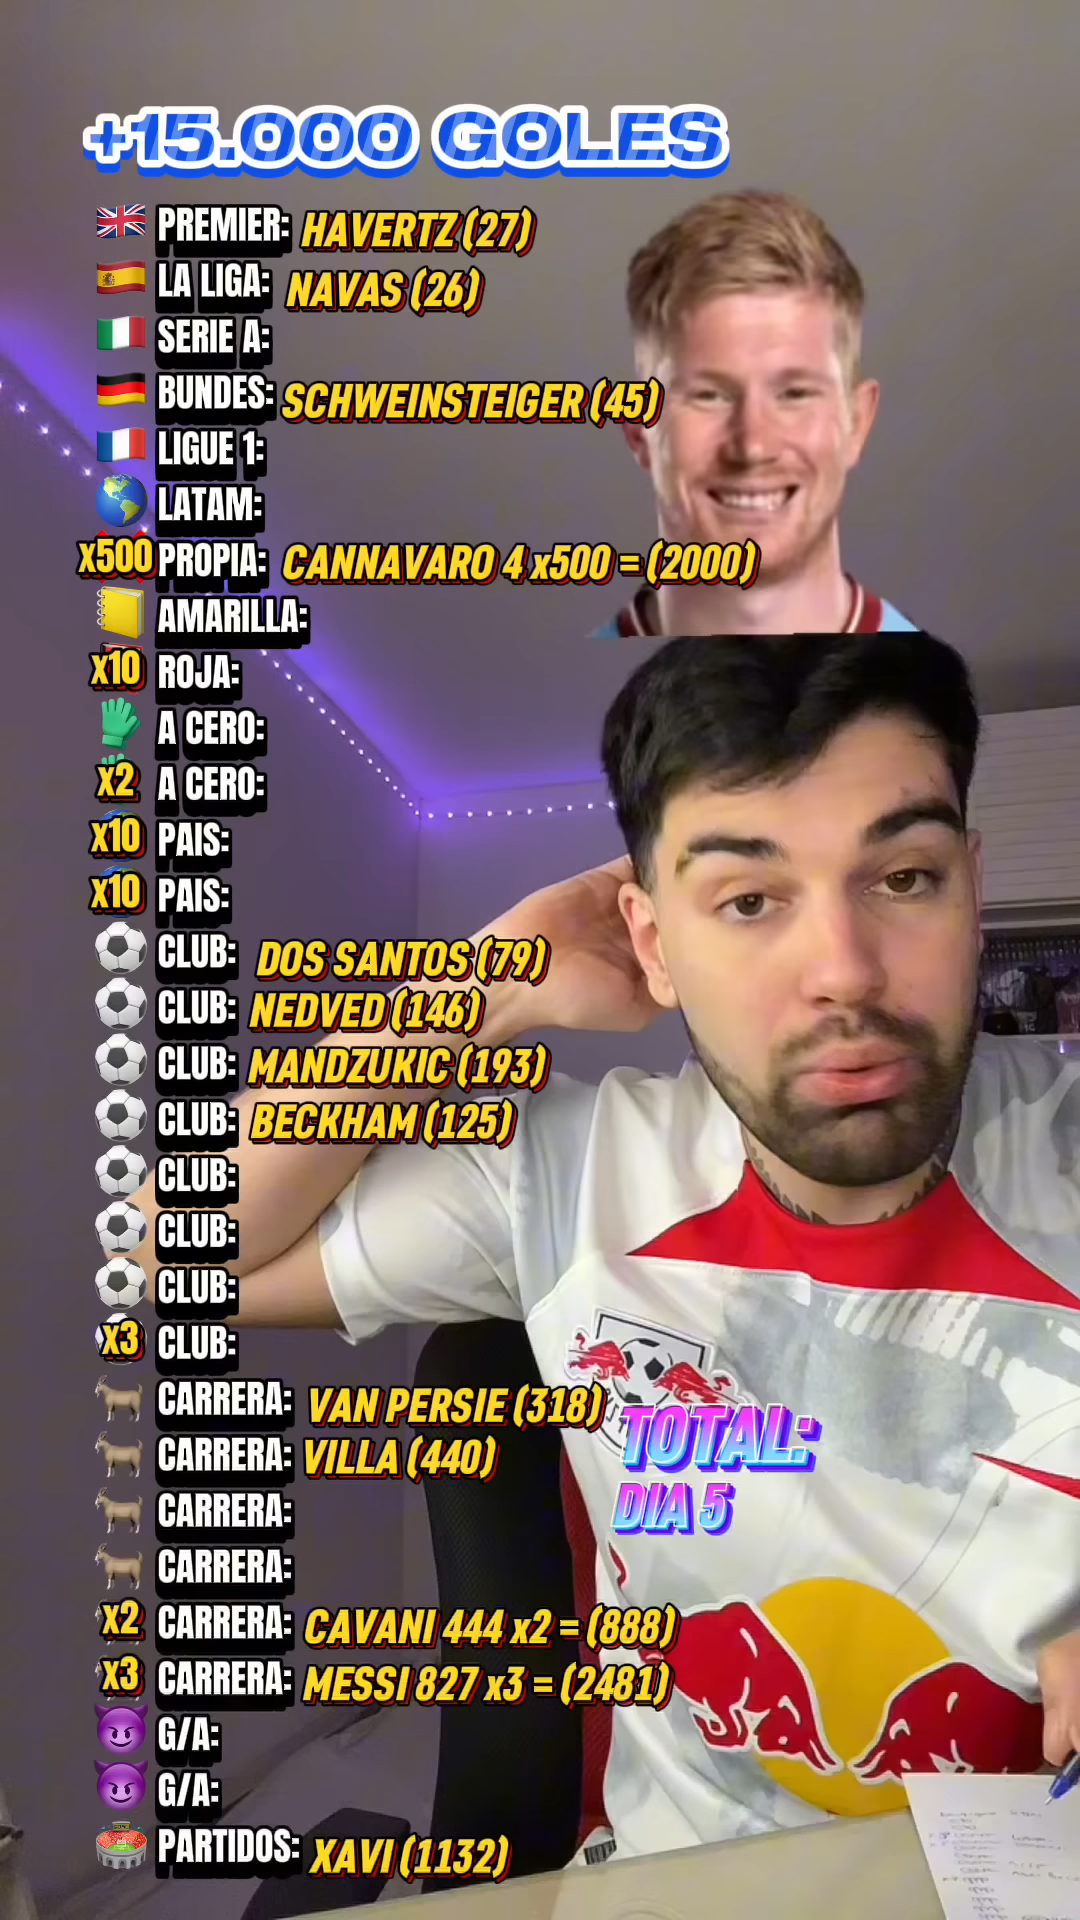 +15.000 GOLES
PREMIER: HAVERTZ (27)
LA LIGA: NAVAS (26)
SERIE A:
BUNDES: SCHWEINSTEIGER (45)
LIGUE 1:
LATAM:
X500 PROPIA: CANNAVARO 4 x500 = (2000)
AMARILLA:
X10 ROJA:
A CERO:
X2 A CERO:
X10 PAIS:
X10 PAIS:
CLUB: DOS SANTOS (79)
CLUB: NEDVED (146)
CLUB: MANDZUKIC (193)
CLUB: BECKHAM (125)
CLUB:
CLUB:
CLUB:
X3 CLUB:
CARRERA: VAN PERSIE (318)
TOTAL:
CARRERA: VILLA (440)
DIA 5
CARRERA:
CARRERA:
X2 CARRERA: CAVANI 444 x2 = (888)
X3 CARRERA: MESSI 827 x3 = (2481)
G/A:
G/A:
PARTIDOS: XAVI (1132)